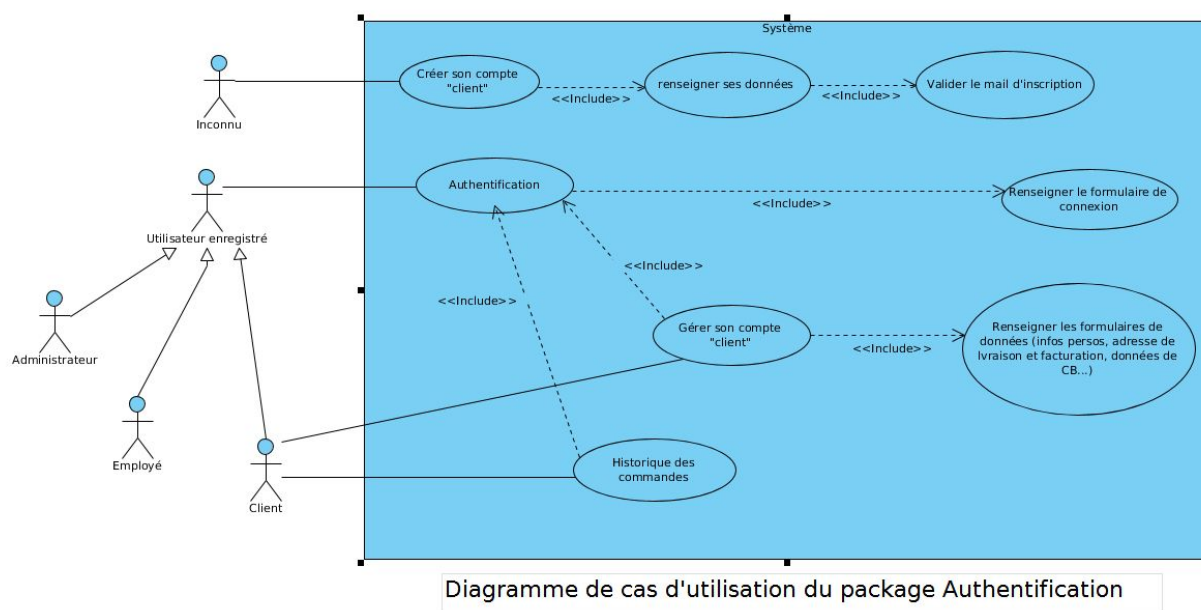 Système
Inconnu
Créer son compte
"client"
<<Include>>
renseigner ses données
<<Include>>
Valider le mail d'inscription
Utilisateur enregistré
Authentification
<<Include>>
Renseigner le formulaire de
connexion
<<Include>>
<<Include>>
Administrateur
Gérer son compte
"client"
<<Include>>
Renseigner les formulaires de
données (infos persos, adresse de
lvraison et facturation, données de
CB...)
Employé
Client
Historique des
commandes
Diagramme de cas d'utilisation du package Authentification